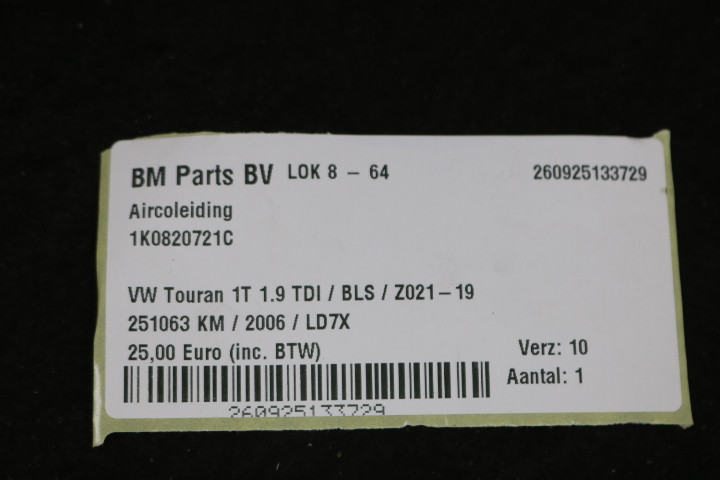 BM Parts BV LOK 8 - 64 260925133729
Aircoleiding
1K0820721C
VW Touran 1T 1.9 TDI / BLS / Z021-19
251063 KM / 2006 / LD7X
25,00 Euro (inc. BTW) Verz: 10
Aantal: 1
260925133729